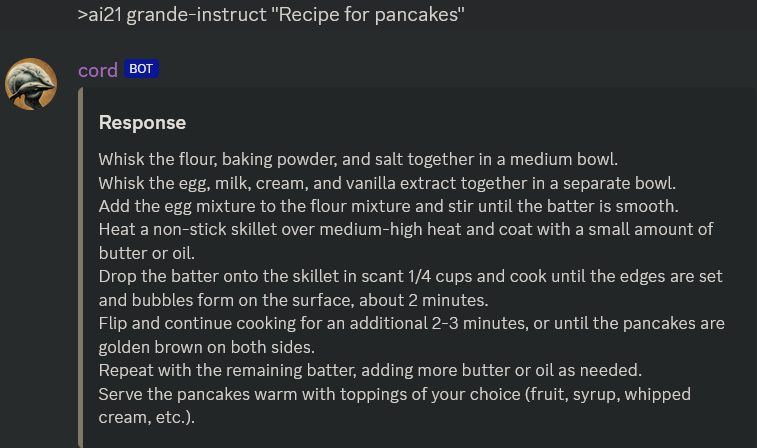 >ai21 grande-instruct "Recipe for pancakes"
cord BOT
Response
Whisk the flour, baking powder, and salt together in a medium bowl.
Whisk the egg, milk, cream, and vanilla extract together in a separate bowl.
Add the egg mixture to the flour mixture and stir until the batter is smooth.
Heat a non-stick skillet over medium-high heat and coat with a small amount of
butter or oil.
Drop the batter onto the skillet in scant 1/4 cups and cook until the edges are set
and bubbles form on the surface, about 2 minutes.
Flip and continue cooking for an additional 2-3 minutes, or until the pancakes are
golden brown on both sides.
Repeat with the remaining batter, adding more butter or oil as needed.
Serve the pancakes warm with toppings of your choice (fruit, syrup, whipped
cream, etc.).